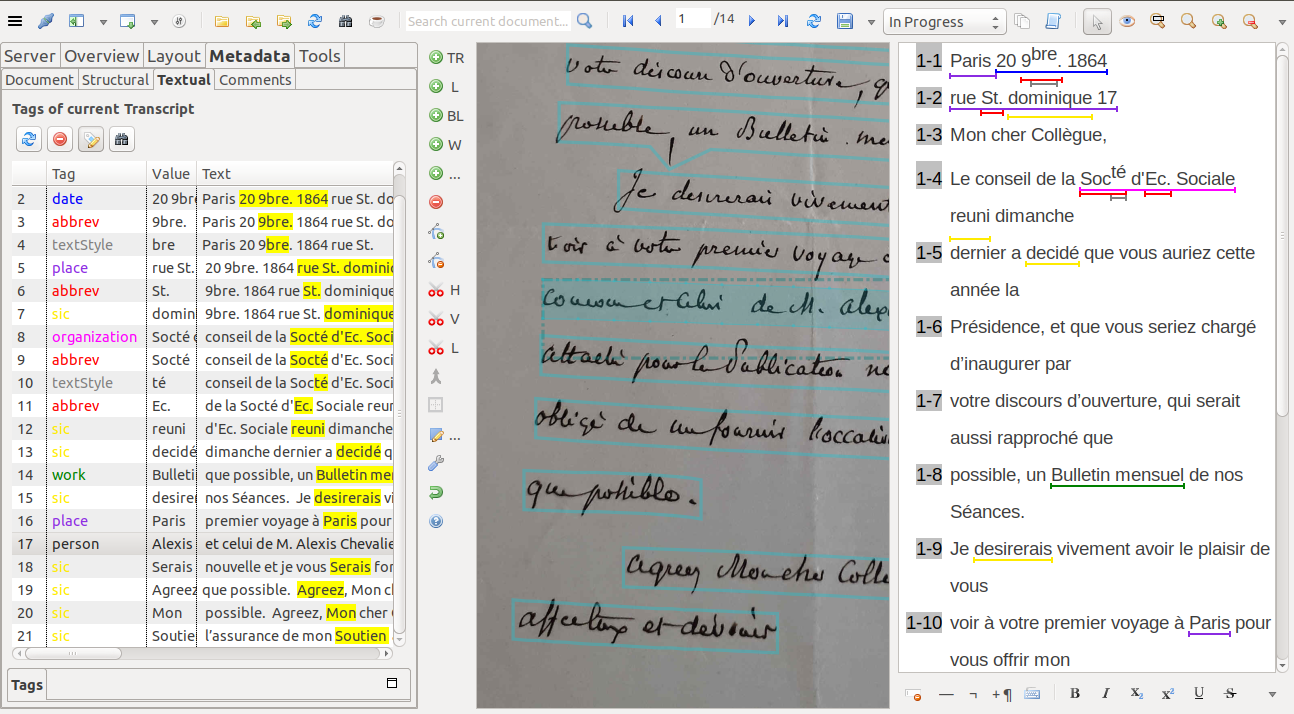 Search current document...
1 /14
In Progress
Server Overview Layout Metadata Tools
Document Structural Textual Comments
Tags of current Transcript
Tag Value Text
2 date 20 9br Paris 20 9bre. 1864 rue St. do
3 abbrev 9bre. Paris 20 9bre. 1864 rue St. do
4 textStyle bre Paris 20 9bre. 1864 rue St.
5 place rue St. 20 9bre. 1864 rue St. dominic
6 abbrev St. 9bre. 1864 rue St. dominique
7 sic domin 9bre. 1864 rue St. dominique
8 organization Socté conseil de la Socté d'Ec. Soci
9 abbrev Socté conseil de la Socté d'Ec. Soci
10 textStyle té conseil de la Socté d'Ec. Soci
11 abbrev Ec. de la Socté d'Ec. Sociale reur
12 sic reuni d'Ec. Sociale reuni dimanche
13 sic decidé dimanche dernier a decidé q
14 work Bulleti que possible, un Bulletin me
15 sic desirer nos Séances. Je desirerais vi
16 place Paris premier voyage à Paris pour
17 person Alexis et celui de M. Alexis Chevalie
18 sic Serais nouvelle et je vous Serais for
19 sic Agreez que possible. Agreez, Mon cl
20 sic Mon possible. Agreez, Mon cher
21 sic Soutie l'assurance de mon Soutien
Tags
TR
L
BL
W
...
H
V
L
...
votre discours d'ouverture, q
possible, un Bulletin me
Je desirerais vivement
voir à votre premier voyage
concours et celui de M. Alex
attaché pour la Publication n
obligé de me fournir l'occasi
que possible.
agreez Mon cher Colle
affectueux et dévoué
1-1 Paris 20 9bre. 1864
1-2 rue St. dominique 17
1-3 Mon cher Collègue,
1-4 Le conseil de la Socté d'Ec. Sociale
reuni dimanche
1-5 dernier a decidé que vous auriez cette
année la
1-6 Présidence, et que vous seriez chargé
d'inaugurer par
1-7 votre discours d'ouverture, qui serait
aussi rapproché que
1-8 possible, un Bulletin mensuel de nos
Séances.
1-9 Je desirerais vivement avoir le plaisir de
vous
1-10 voir à votre premier voyage à Paris pour
vous offrir mon
B I X₂ X² U S